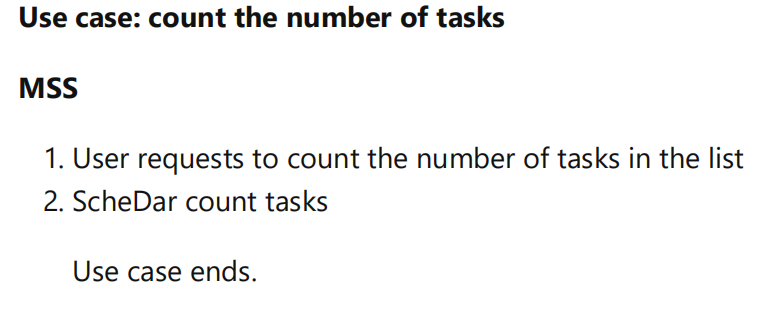 Use case: count the number of tasks
MSS
1. User requests to count the number of tasks in the list
2. ScheDar count tasks
Use case ends.